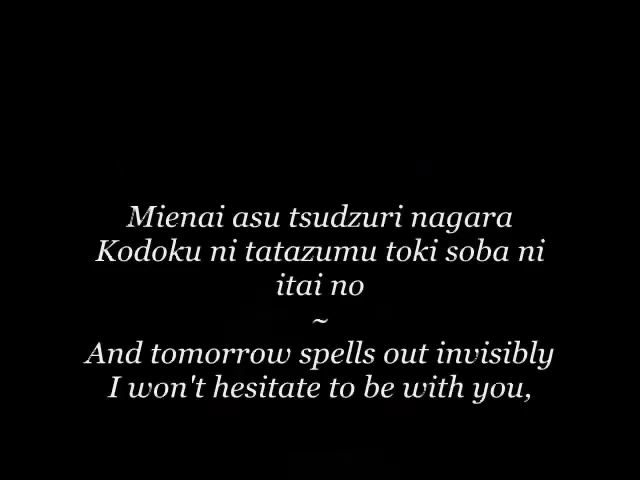 Mienai asu tsudzuri nagara
Kodoku ni tatazumu toki soba ni
itai no
~
And tomorrow spells out invisibly
I won't hesitate to be with you,